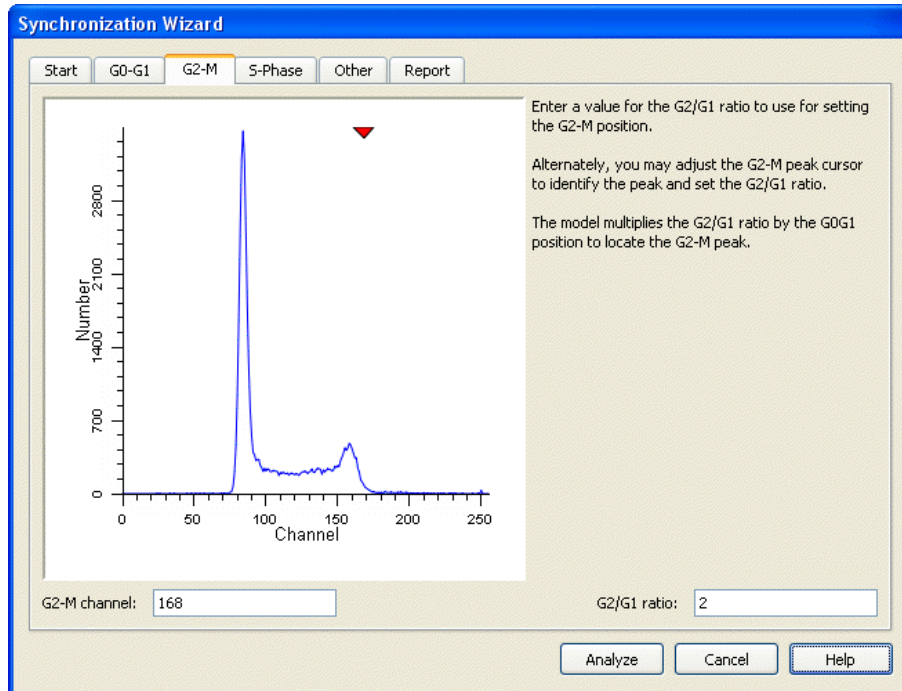 Synchronization Wizard
Start G0-G1 G2-M S-Phase Other Report
Enter a value for the G2/G1 ratio to use for setting
the G2-M position.
Alternately, you may adjust the G2-M peak cursor
to identify the peak and set the G2/G1 ratio.
The model multiplies the G2/G1 ratio by the G0G1
position to locate the G2-M peak.
Number
2800
2100
1400
700
0
0 50 100 150 200 250
Channel
G2-M channel: 168 G2/G1 ratio: 2
Analyze Cancel Help